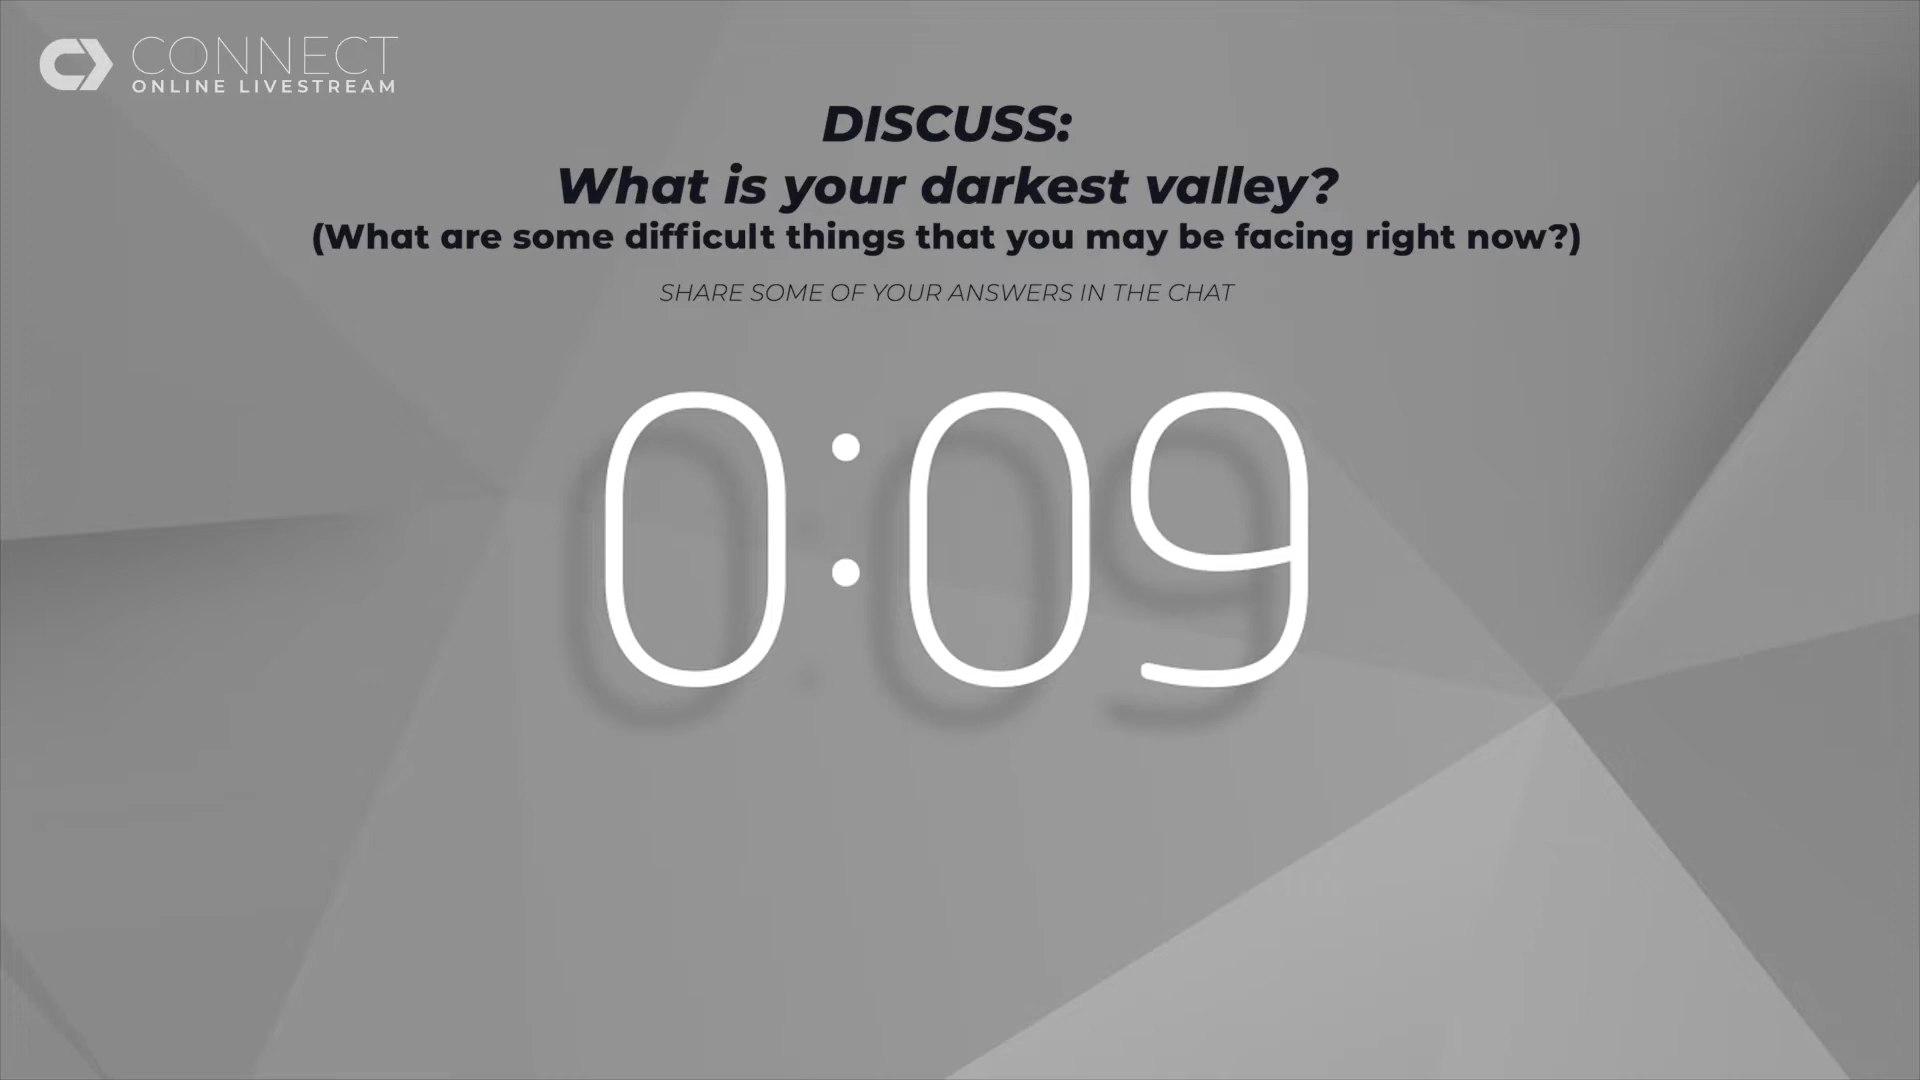 CONNECT
ONLINE LIVESTREAM
DISCUSS:
What is your darkest valley?
(What are some difficult things that you may be facing right now?)
SHARE SOME OF YOUR ANSWERS IN THE CHAT
0:09